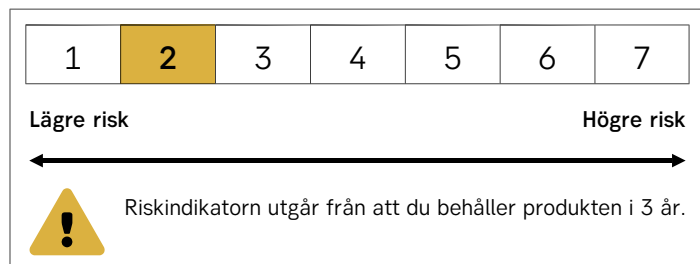 1 2 3 4 5 6 7
Lägre risk Högre risk
Riskindikatorn utgår från att du behåller produkten i 3 år.